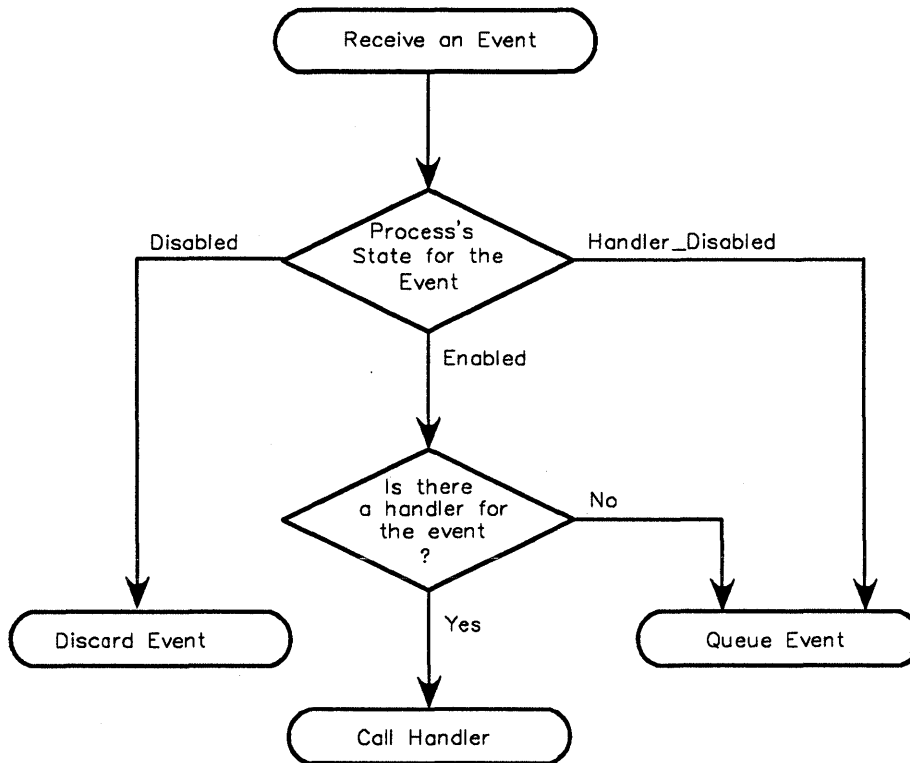 Receive an Event
Disabled
Process's
State for the
Event
Handler_Disabled
Enabled
Is there
a handler for
the event
?
No
Yes
Discard Event
Queue Event
Call Handler